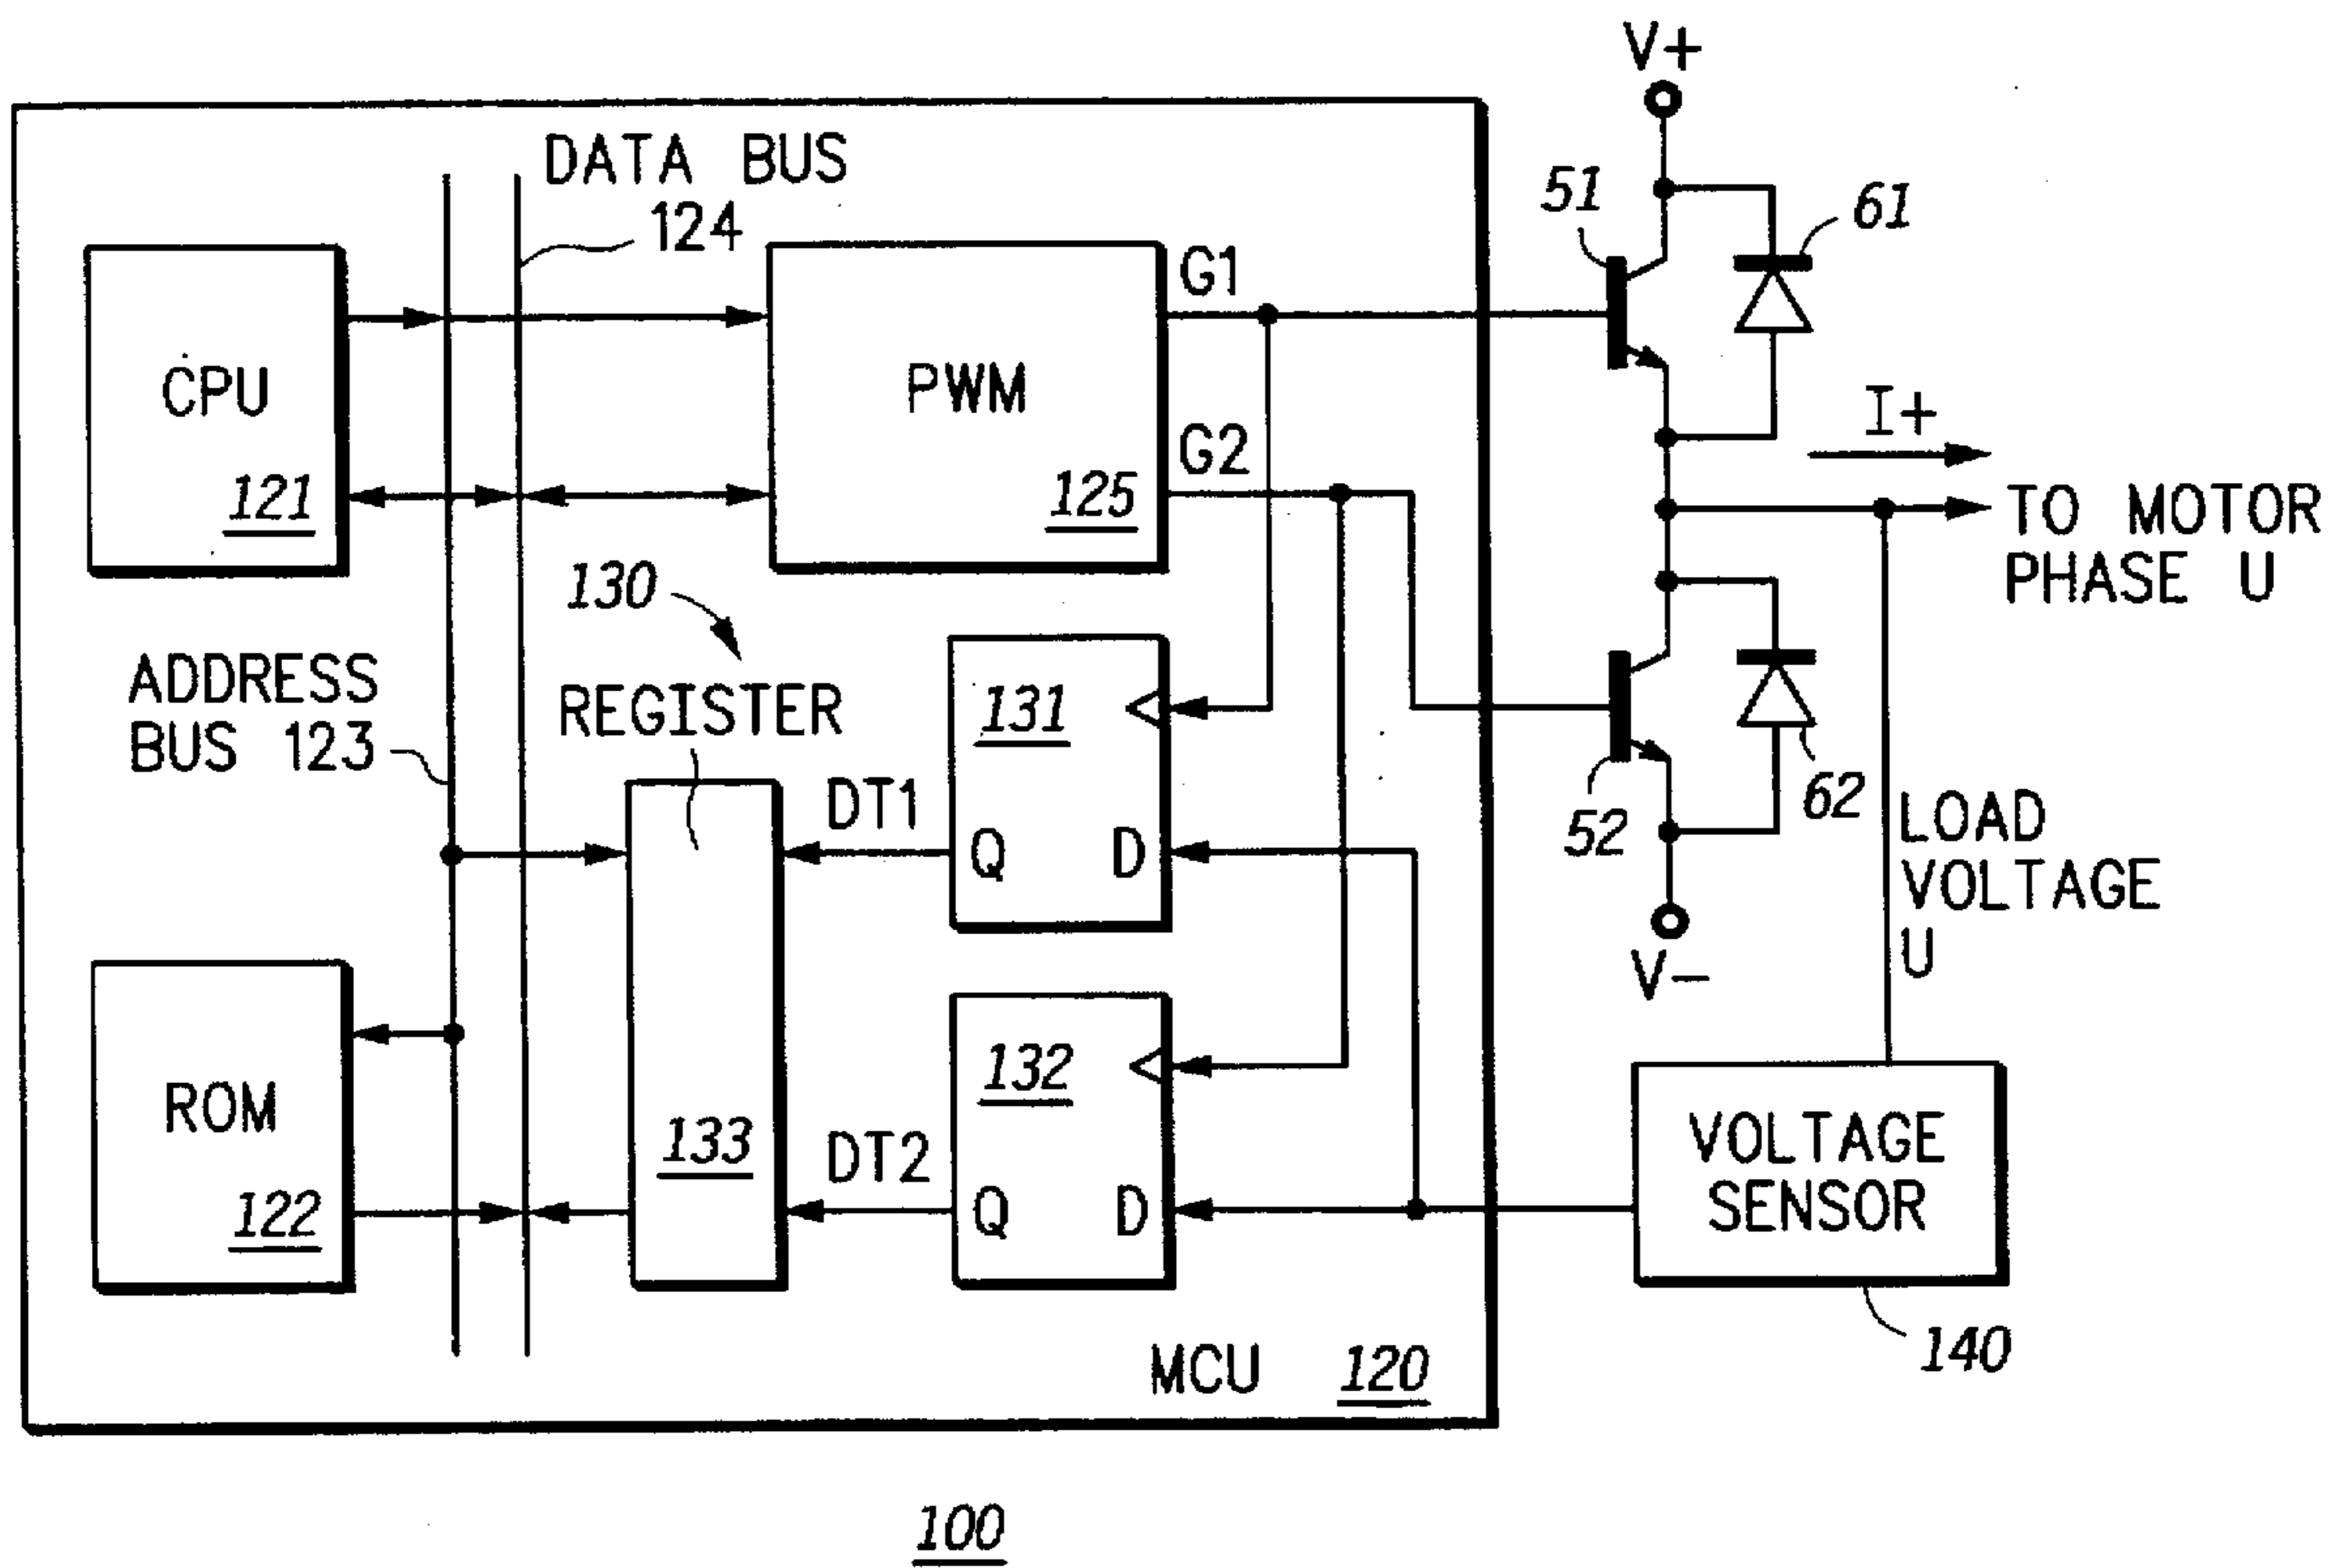 V+
DATA BUS
124
51
61
G1
CPU
121
PWM
125
G2
I+
TO MOTOR
PHASE U
130
REGISTER
ADDRESS
BUS 123
131
DT1
Q
D
52
62
LOAD
VOLTAGE
U
V-
ROM
122
133
132
DT2
Q
D
VOLTAGE
SENSOR
140
MCU 120
100